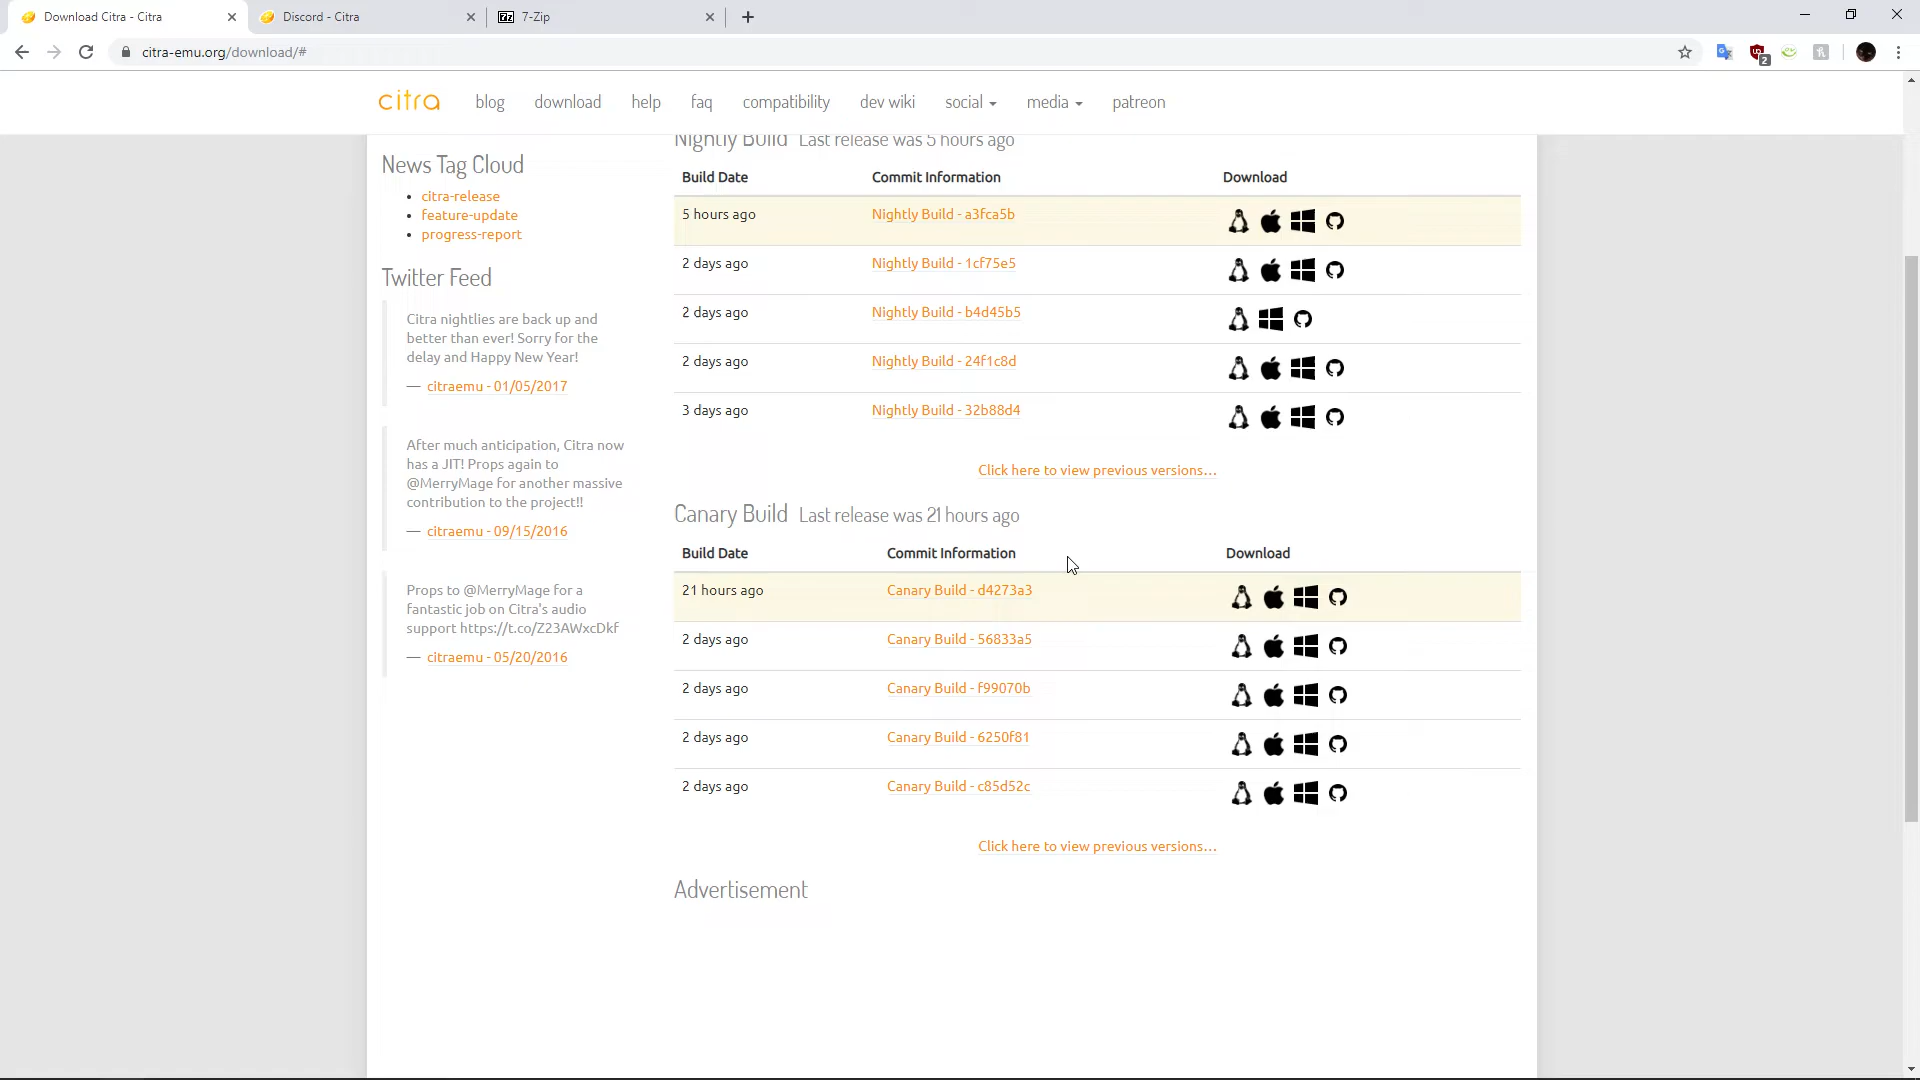 Download Citra - Citra
Discord - Citra
7z 7-Zip
citra-emu.org/download/#
2
citra
blog
download
help
faq
compatibility
dev wiki
social
media
patreon
News Tag Cloud
citra-release
feature-update
progress-report
Twitter Feed
Citra nightlies are back up and
better than ever! Sorry for the
delay and Happy New Year!
— citraemu - 01/05/2017
After much anticipation, Citra now
has a JIT! Props again to
@MerryMage for another massive
contribution to the project!!
— citraemu - 09/15/2016
Props to @MerryMage for a
fantastic job on Citra's audio
support https://t.co/Z23AWxcDkf
— citraemu - 05/20/2016
Nightly Build Last release was 5 hours ago
Build Date Commit Information Download
5 hours ago Nightly Build - a3fca5b
2 days ago Nightly Build - 1cf75e5
2 days ago Nightly Build - b4d45b5
2 days ago Nightly Build - 24f1c8d
3 days ago Nightly Build - 32b88d4
Click here to view previous versions...
Canary Build Last release was 21 hours ago
Build Date Commit Information Download
21 hours ago Canary Build - d4273a3
2 days ago Canary Build - 56833a5
2 days ago Canary Build - f99070b
2 days ago Canary Build - 6250f81
2 days ago Canary Build - c85d52c
Click here to view previous versions...
Advertisement